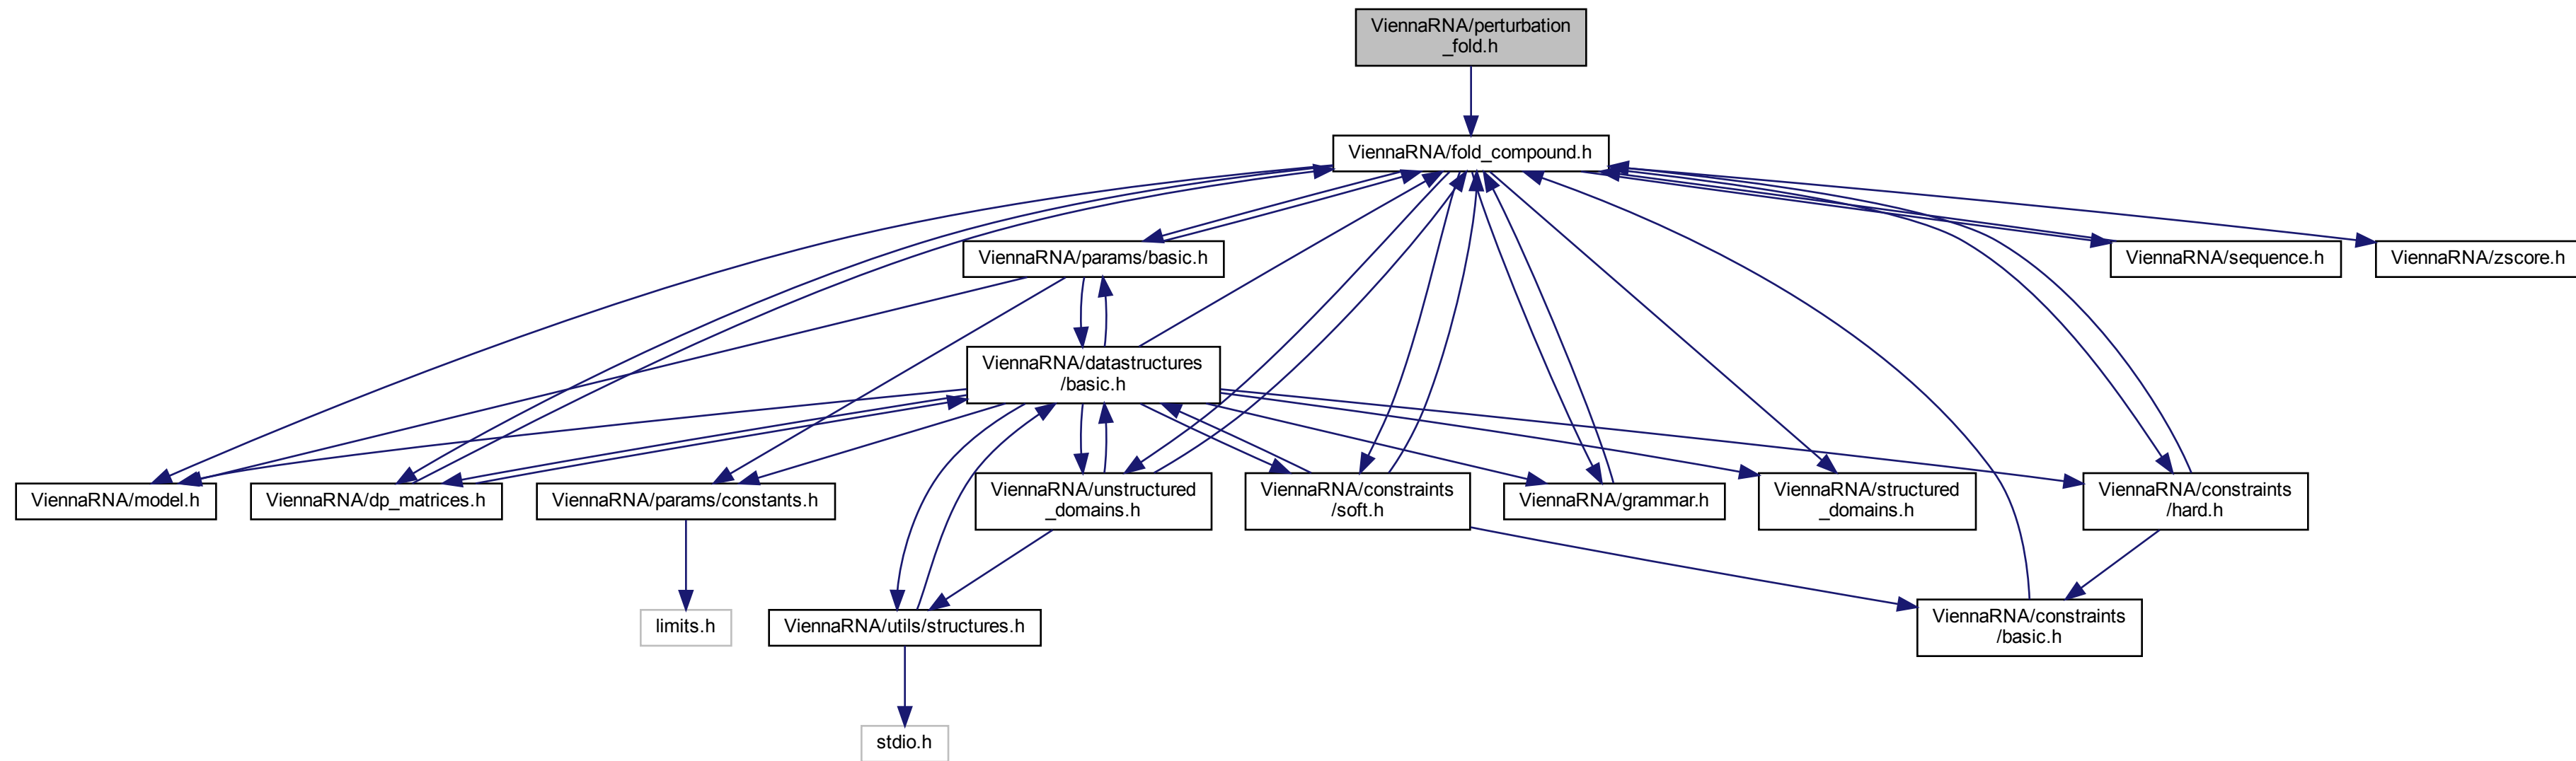 ViennaRNA/perturbation
_fold.h
ViennaRNA/fold_compound.h
ViennaRNA/params/basic.h
ViennaRNA/sequence.h
ViennaRNA/zscore.h
ViennaRNA/datastructures
/basic.h
ViennaRNA/model.h
ViennaRNA/dp_matrices.h
ViennaRNA/params/constants.h
ViennaRNA/unstructured
_domains.h
ViennaRNA/constraints
/soft.h
ViennaRNA/grammar.h
ViennaRNA/structured
_domains.h
ViennaRNA/constraints
/hard.h
limits.h
ViennaRNA/utils/structures.h
ViennaRNA/constraints
/basic.h
stdio.h